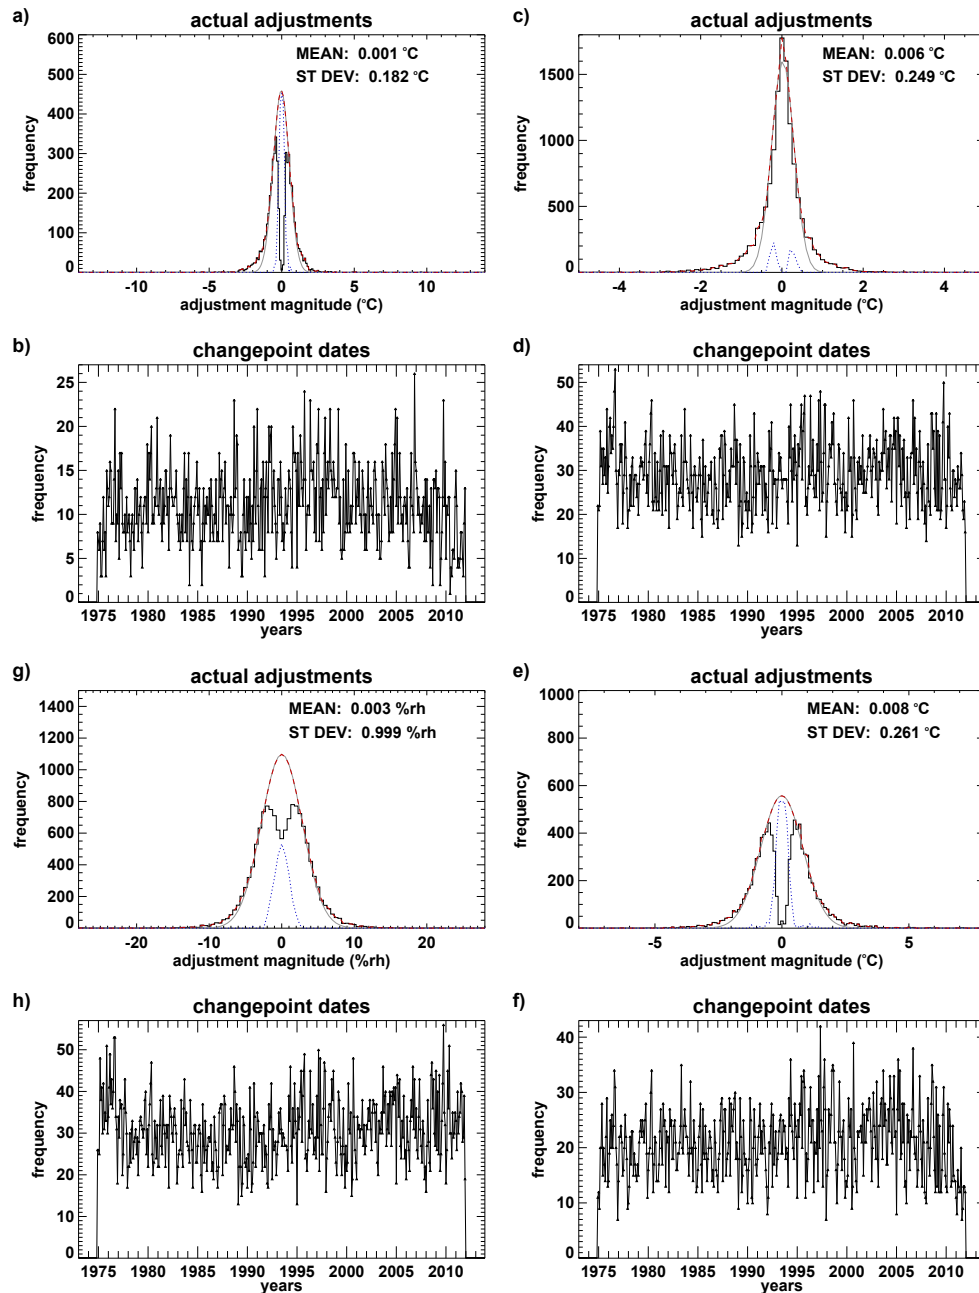 a)
actual adjustments
MEAN: 0.001 °C
ST DEV: 0.182 °C
frequency
600
500
400
300
200
100
0
-10 -5 0 5 10
adjustment magnitude (°C)
c)
actual adjustments
MEAN: 0.006 °C
ST DEV: 0.249 °C
frequency
1500
1000
500
0
-4 -2 0 2 4
adjustment magnitude (°C)
b)
changepoint dates
frequency
25
20
15
10
5
0
1975 1980 1985 1990 1995 2000 2005 2010
years
d)
changepoint dates
frequency
50
40
30
20
10
0
1975 1980 1985 1990 1995 2000 2005 2010
years
g)
actual adjustments
MEAN: 0.003 %rh
ST DEV: 0.999 %rh
frequency
1400
1200
1000
800
600
400
200
0
-20 -10 0 10 20
adjustment magnitude (%rh)
e)
actual adjustments
MEAN: 0.008 °C
ST DEV: 0.261 °C
frequency
1000
800
600
400
200
0
-5 0 5
adjustment magnitude (°C)
h)
changepoint dates
frequency
50
40
30
20
10
0
1975 1980 1985 1990 1995 2000 2005 2010
years
f)
changepoint dates
frequency
40
30
20
10
0
1975 1980 1985 1990 1995 2000 2005 2010
years